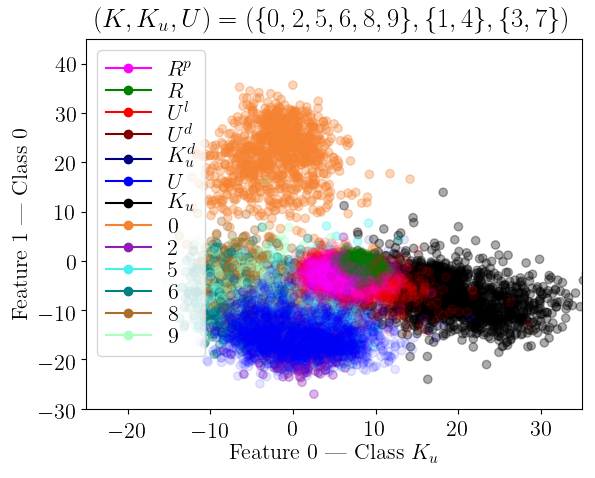 (K, K_u, U) = ({0, 2, 5, 6, 8, 9}, {1, 4}, {3, 7})
Feature 1 — Class 0
40
30
20
10
0
−10
−20
−30
R^p
R
U^l
U^d
K_u^d
U
K_u
0
2
5
6
8
9
−20 −10 0 10 20 30
Feature 0 — Class K_u